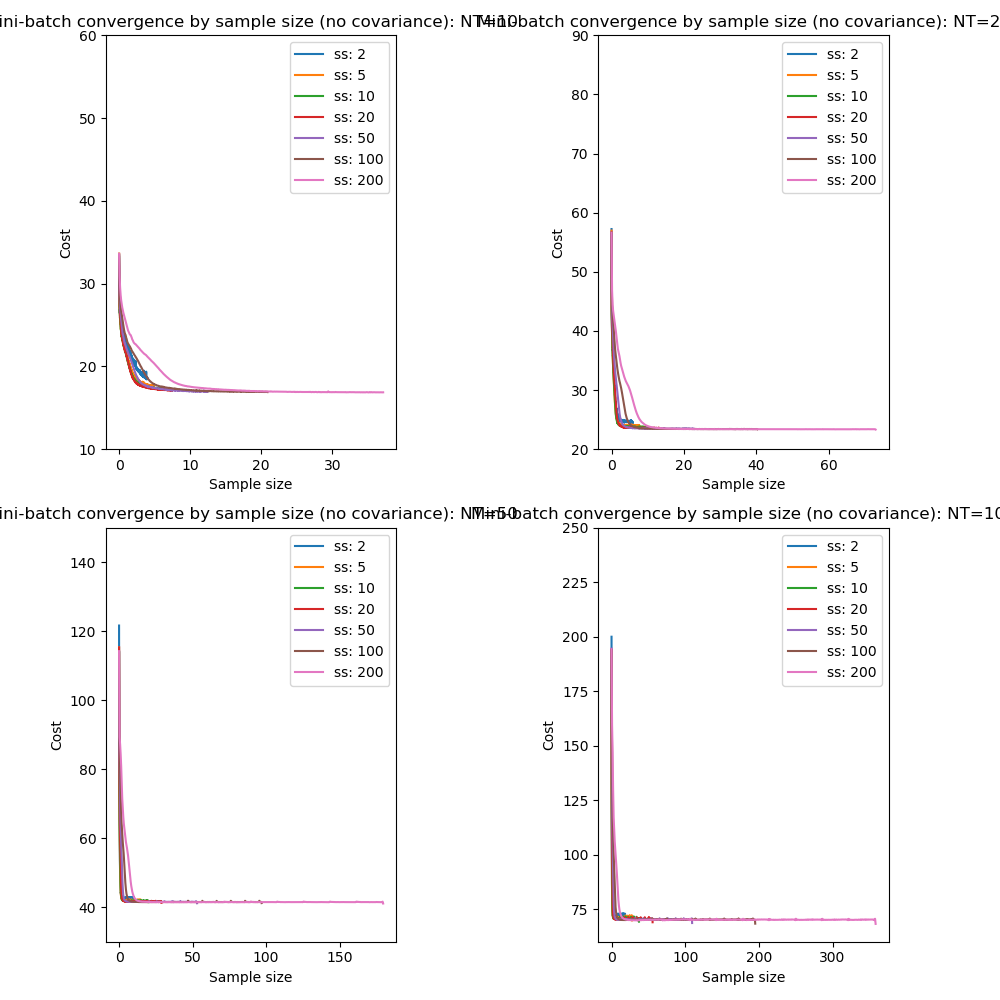 ini-batch convergence by sample size (no covariance): NT=10
Mini-batch convergence by sample size (no covariance): NT=2
60
50
40
30
20
10
Cost
0 10 20 30
Sample size
ss: 2
ss: 5
ss: 10
ss: 20
ss: 50
ss: 100
ss: 200
90
80
70
60
50
40
30
20
Cost
0 20 40 60
Sample size
ss: 2
ss: 5
ss: 10
ss: 20
ss: 50
ss: 100
ss: 200
ini-batch convergence by sample size (no covariance): NT=50
Mini-batch convergence by sample size (no covariance): NT=10
140
120
100
80
60
40
Cost
0 50 100 150
Sample size
ss: 2
ss: 5
ss: 10
ss: 20
ss: 50
ss: 100
ss: 200
250
225
200
175
150
125
100
75
Cost
0 100 200 300
Sample size
ss: 2
ss: 5
ss: 10
ss: 20
ss: 50
ss: 100
ss: 200